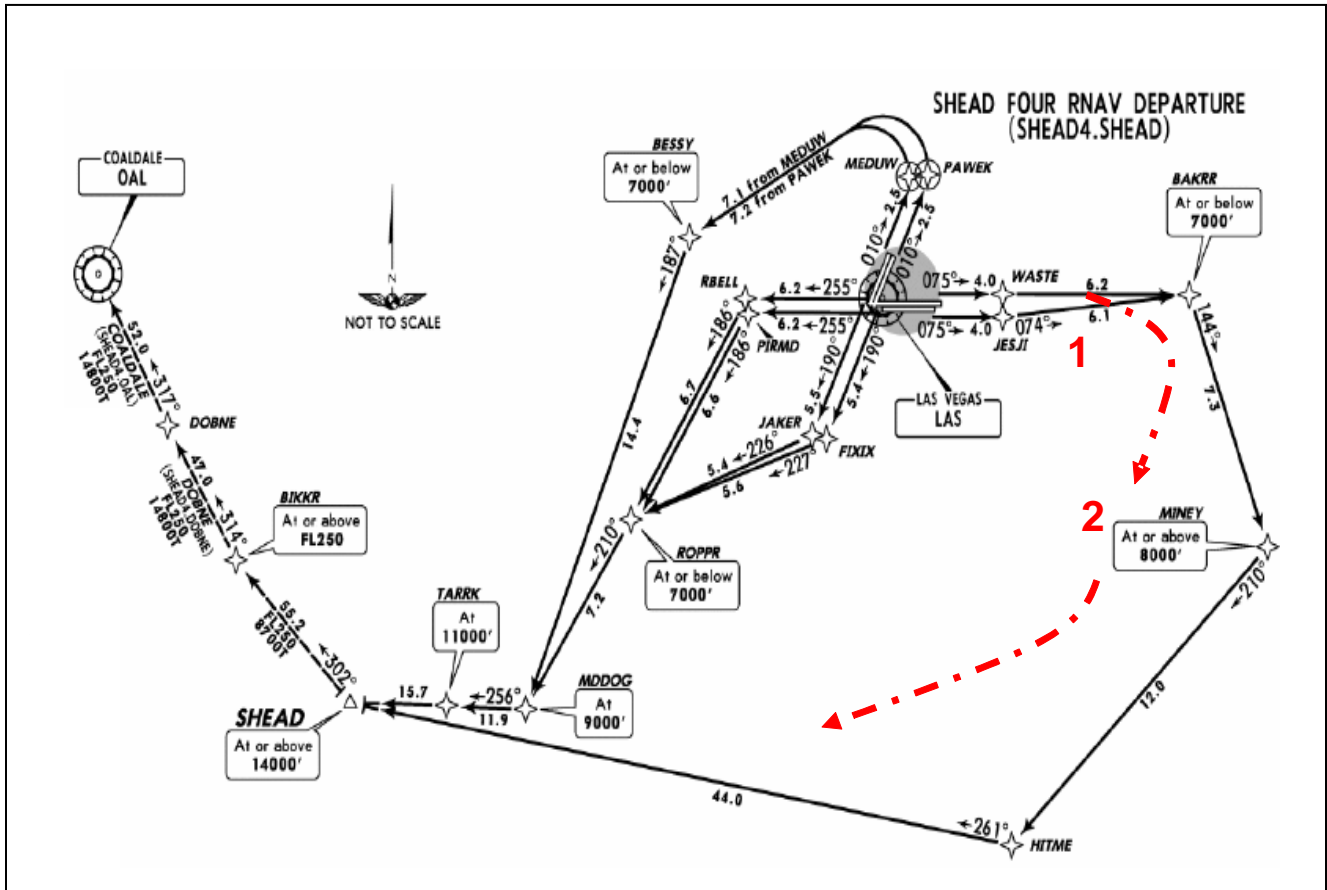 SHEAD FOUR RNAV DEPARTURE
(SHEAD4.SHEAD)
COALDALE
OAL
N
NOT TO SCALE
BESSY
At or below
7000'
7.1 from MEDUW
7.2 from PAWEK
MEDUW
PAWEK
010° 2.5
010° 2.5
BAKRR
At or below
7000'
187°
14.4
RBELL
6.2 255°
6.2 255°
PIRMD
186°
186°
6.7
6.6
075° 4.0
WASTE
6.2
075° 4.0
JESJI
074°
6.1
144°
7.3
1
LAS VEGAS
LAS
190°
5.5
190°
5.4
JAKER
FIXIX
5.4 226°
5.6 227°
52.0 317°
COALDALE
(SHEAD4.OAL)
FL250
14800T
DOBNE
47.0 314°
DOBNE
(SHEAD4.DOBNE)
FL250
14800T
BIKKR
At or above
FL250
2
MINEY
At or above
8000'
210°
12.0
ROPPR
At or below
7000'
210°
7.2
55.2
FL250
8700T
302°
TARRK
At
11000'
15.7
256°
11.9
MDDOG
At
9000'
SHEAD
At or above
14000'
44.0
261°
HITME